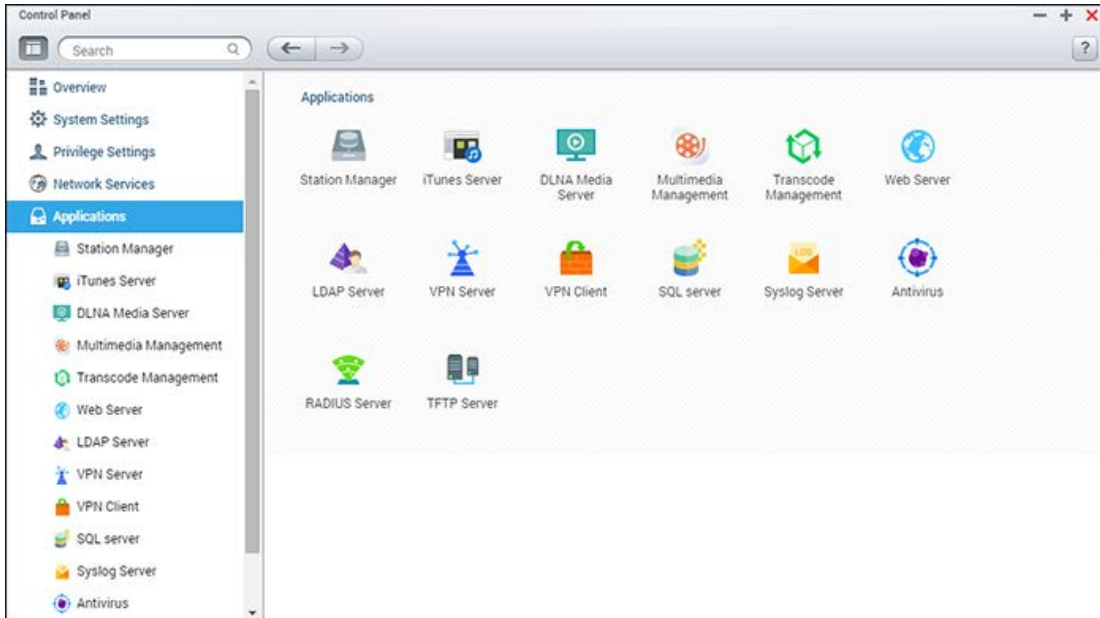 Control Panel
Search
?
Overview
System Settings
Privilege Settings
Network Services
Applications
Station Manager
iTunes Server
DLNA Media Server
Multimedia Management
Transcode Management
Web Server
LDAP Server
VPN Server
VPN Client
SQL server
Syslog Server
Antivirus
Applications
Station Manager
iTunes Server
DLNA Media
Server
Multimedia
Management
Transcode
Management
Web Server
LDAP Server
VPN Server
VPN Client
SQL server
LOG
Syslog Server
Antivirus
RADIUS Server
TFTP Server